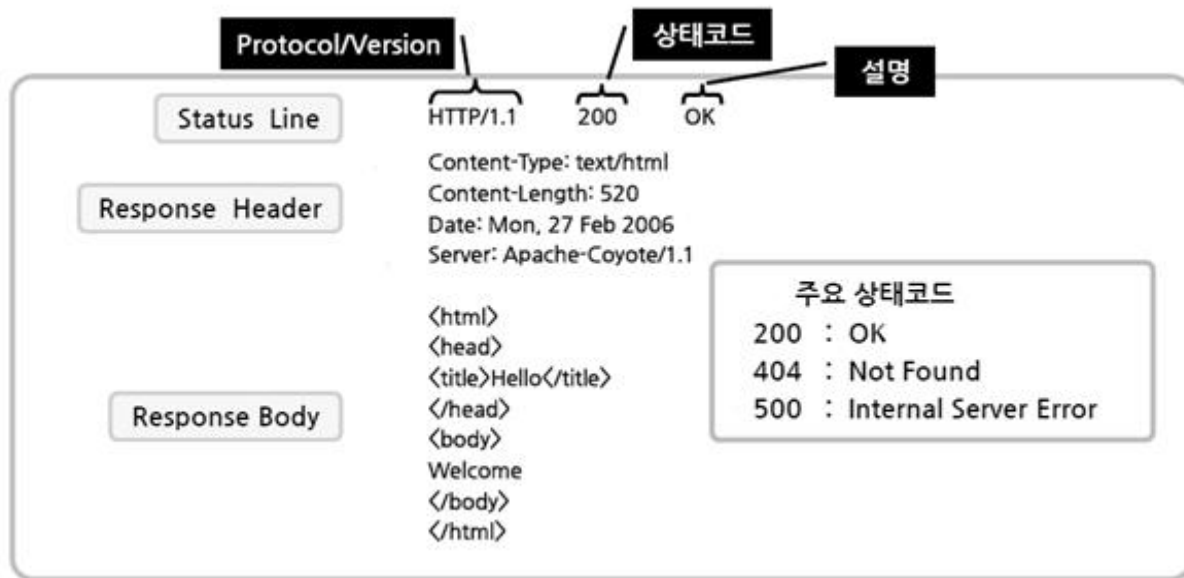 Protocol/Version
상태코드
설명
Status Line
HTTP/1.1 200 OK
Response Header
Content-Type: text/html
Content-Length: 520
Date: Mon, 27 Feb 2006
Server: Apache-Coyote/1.1
Response Body
<html>
<head>
<title>Hello</title>
</head>
<body>
Welcome
</body>
</html>
주요 상태코드
200 : OK
404 : Not Found
500 : Internal Server Error